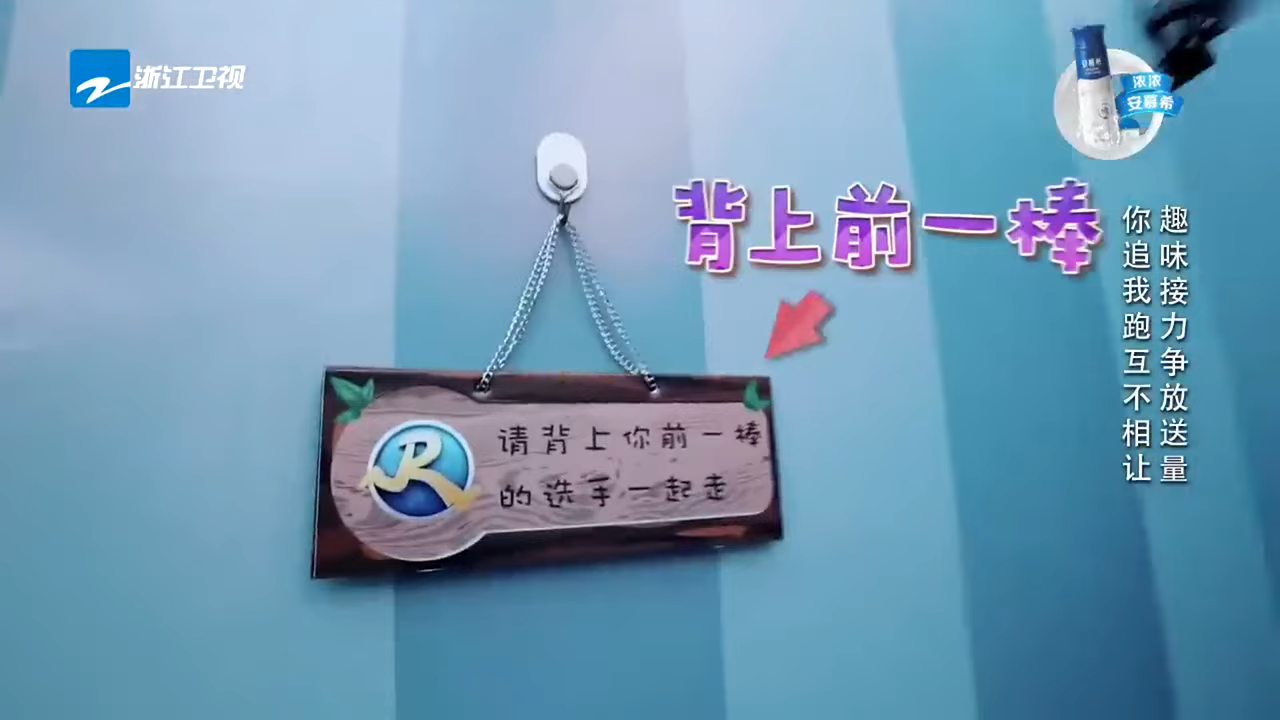 浙江卫视
浓浓
安慕希
背上前一棒
趣味接力争放送量
你追我跑互不相让
R
请背上你前一棒
的选手一起走